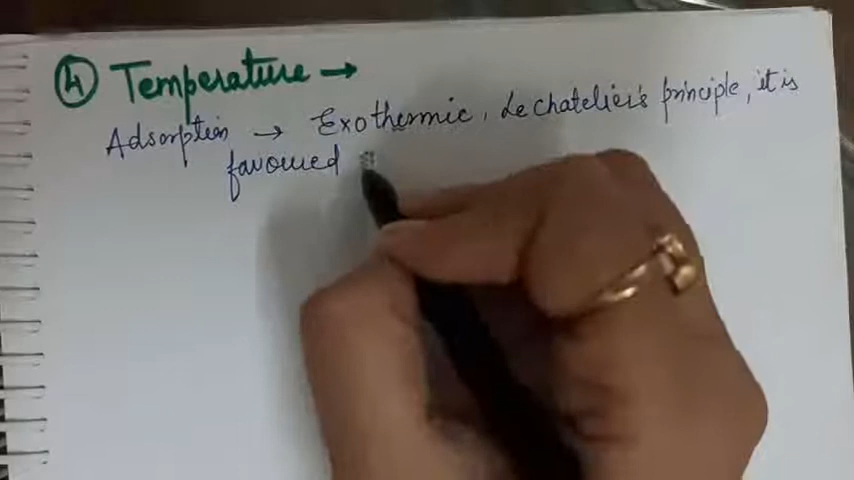 ④ Temperature →
Adsorption → Exothermic, Le chatelier's principle, it is
favoured